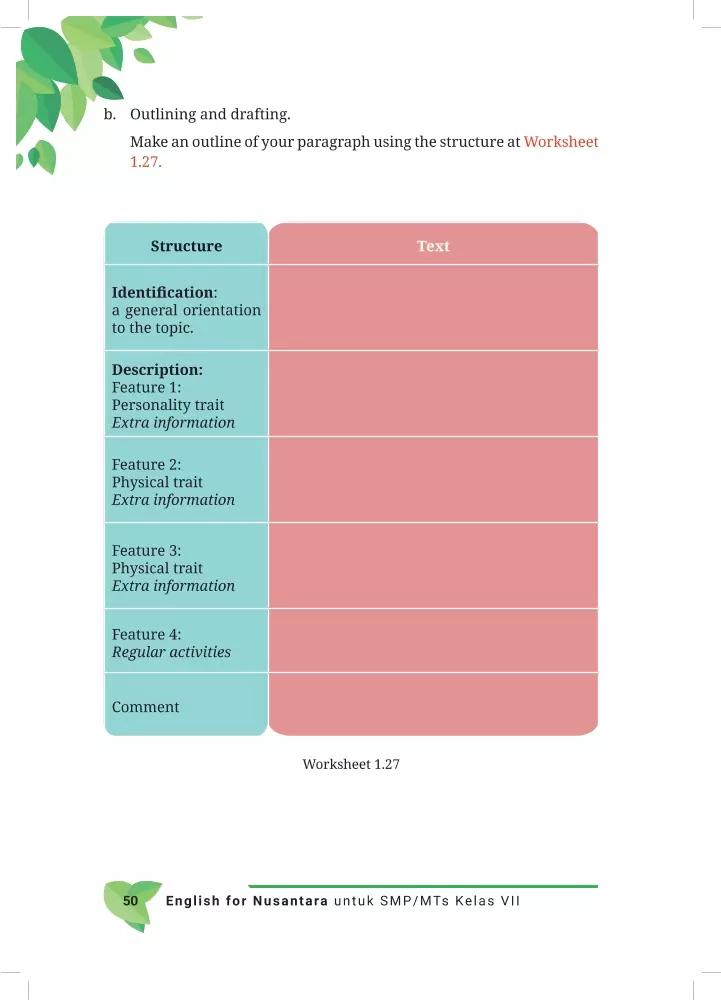 b. Outlining and drafting.
Make an outline of your paragraph using the structure at Worksheet
1.27.
Structure
Text
Identification:
a general orientation
to the topic.
Description:
Feature 1:
Personality trait
Extra information
Feature 2:
Physical trait
Extra information
Feature 3:
Physical trait
Extra information
Feature 4:
Regular activities
Comment
Worksheet 1.27
50 English for Nusantara untuk SMP/MTs Kelas VII